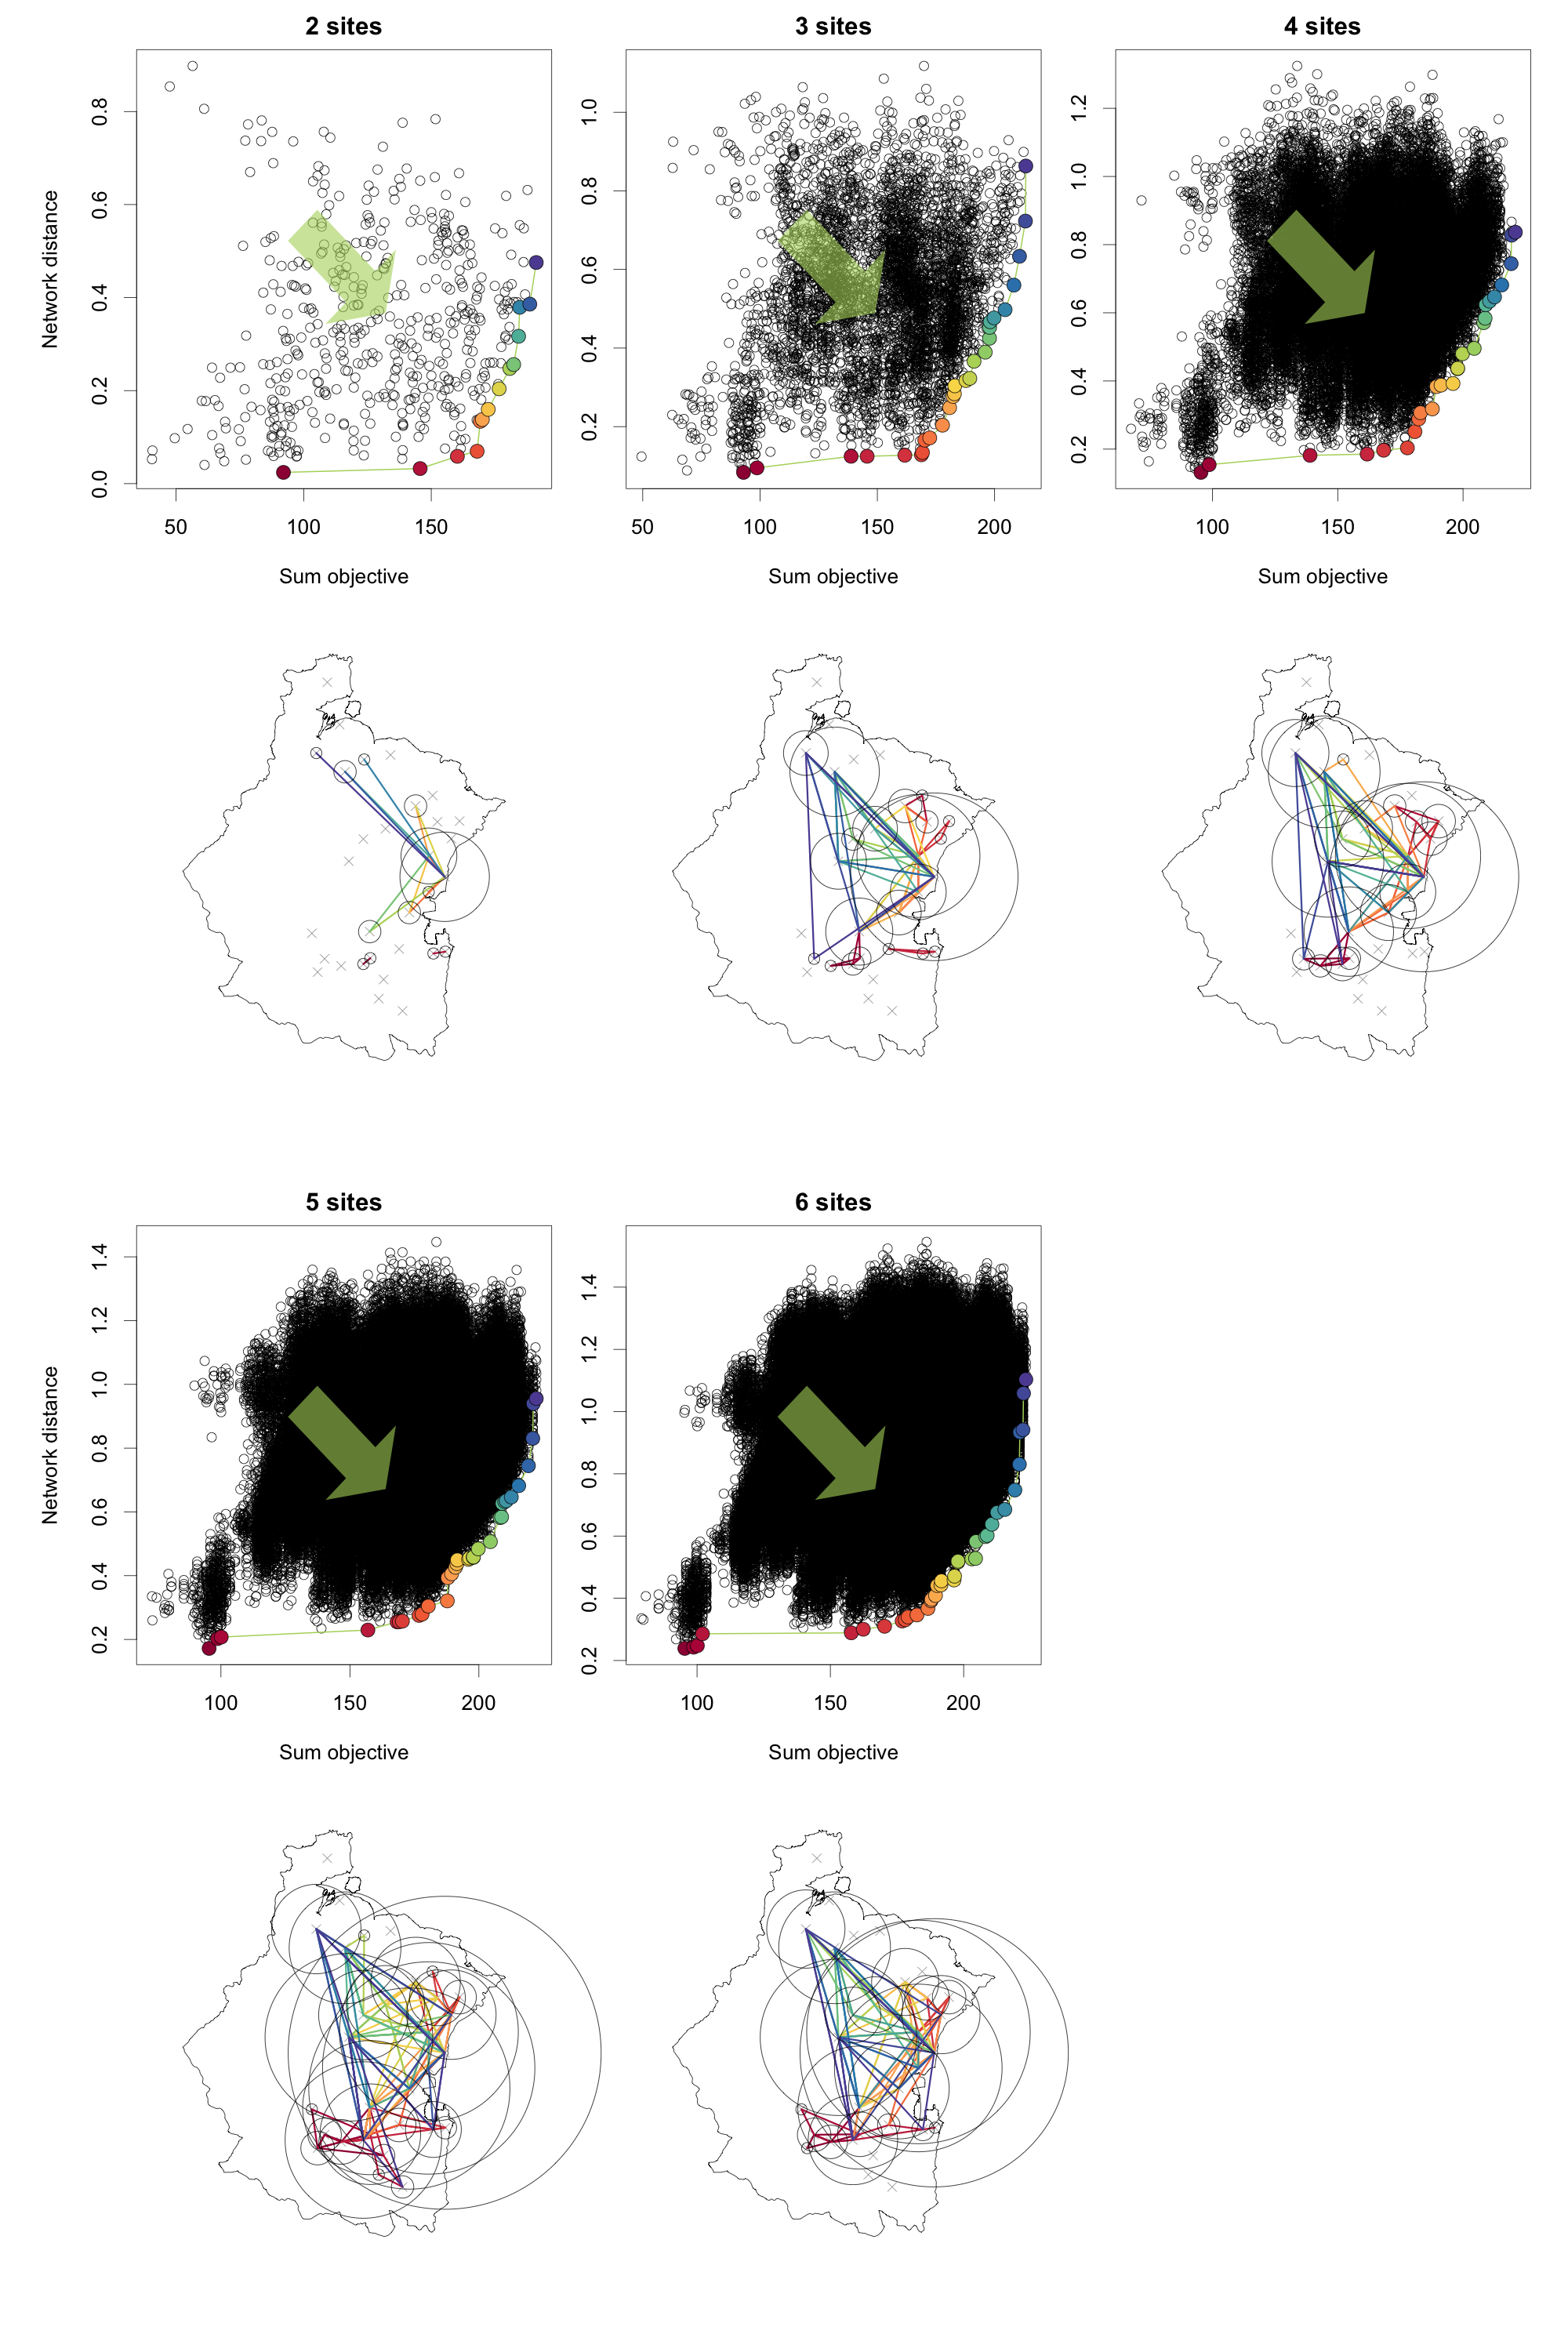 2 sites
3 sites
4 sites
Network distance
0.0 0.2 0.4 0.6 0.8
0.2 0.4 0.6 0.8 1.0
0.2 0.4 0.6 0.8 1.0 1.2
50 100 150
50 100 150 200
100 150 200
Sum objective
Sum objective
Sum objective
5 sites
6 sites
Network distance
0.2 0.4 0.6 0.8 1.0 1.2 1.4
0.2 0.4 0.6 0.8 1.0 1.2 1.4
100 150 200
100 150 200
Sum objective
Sum objective